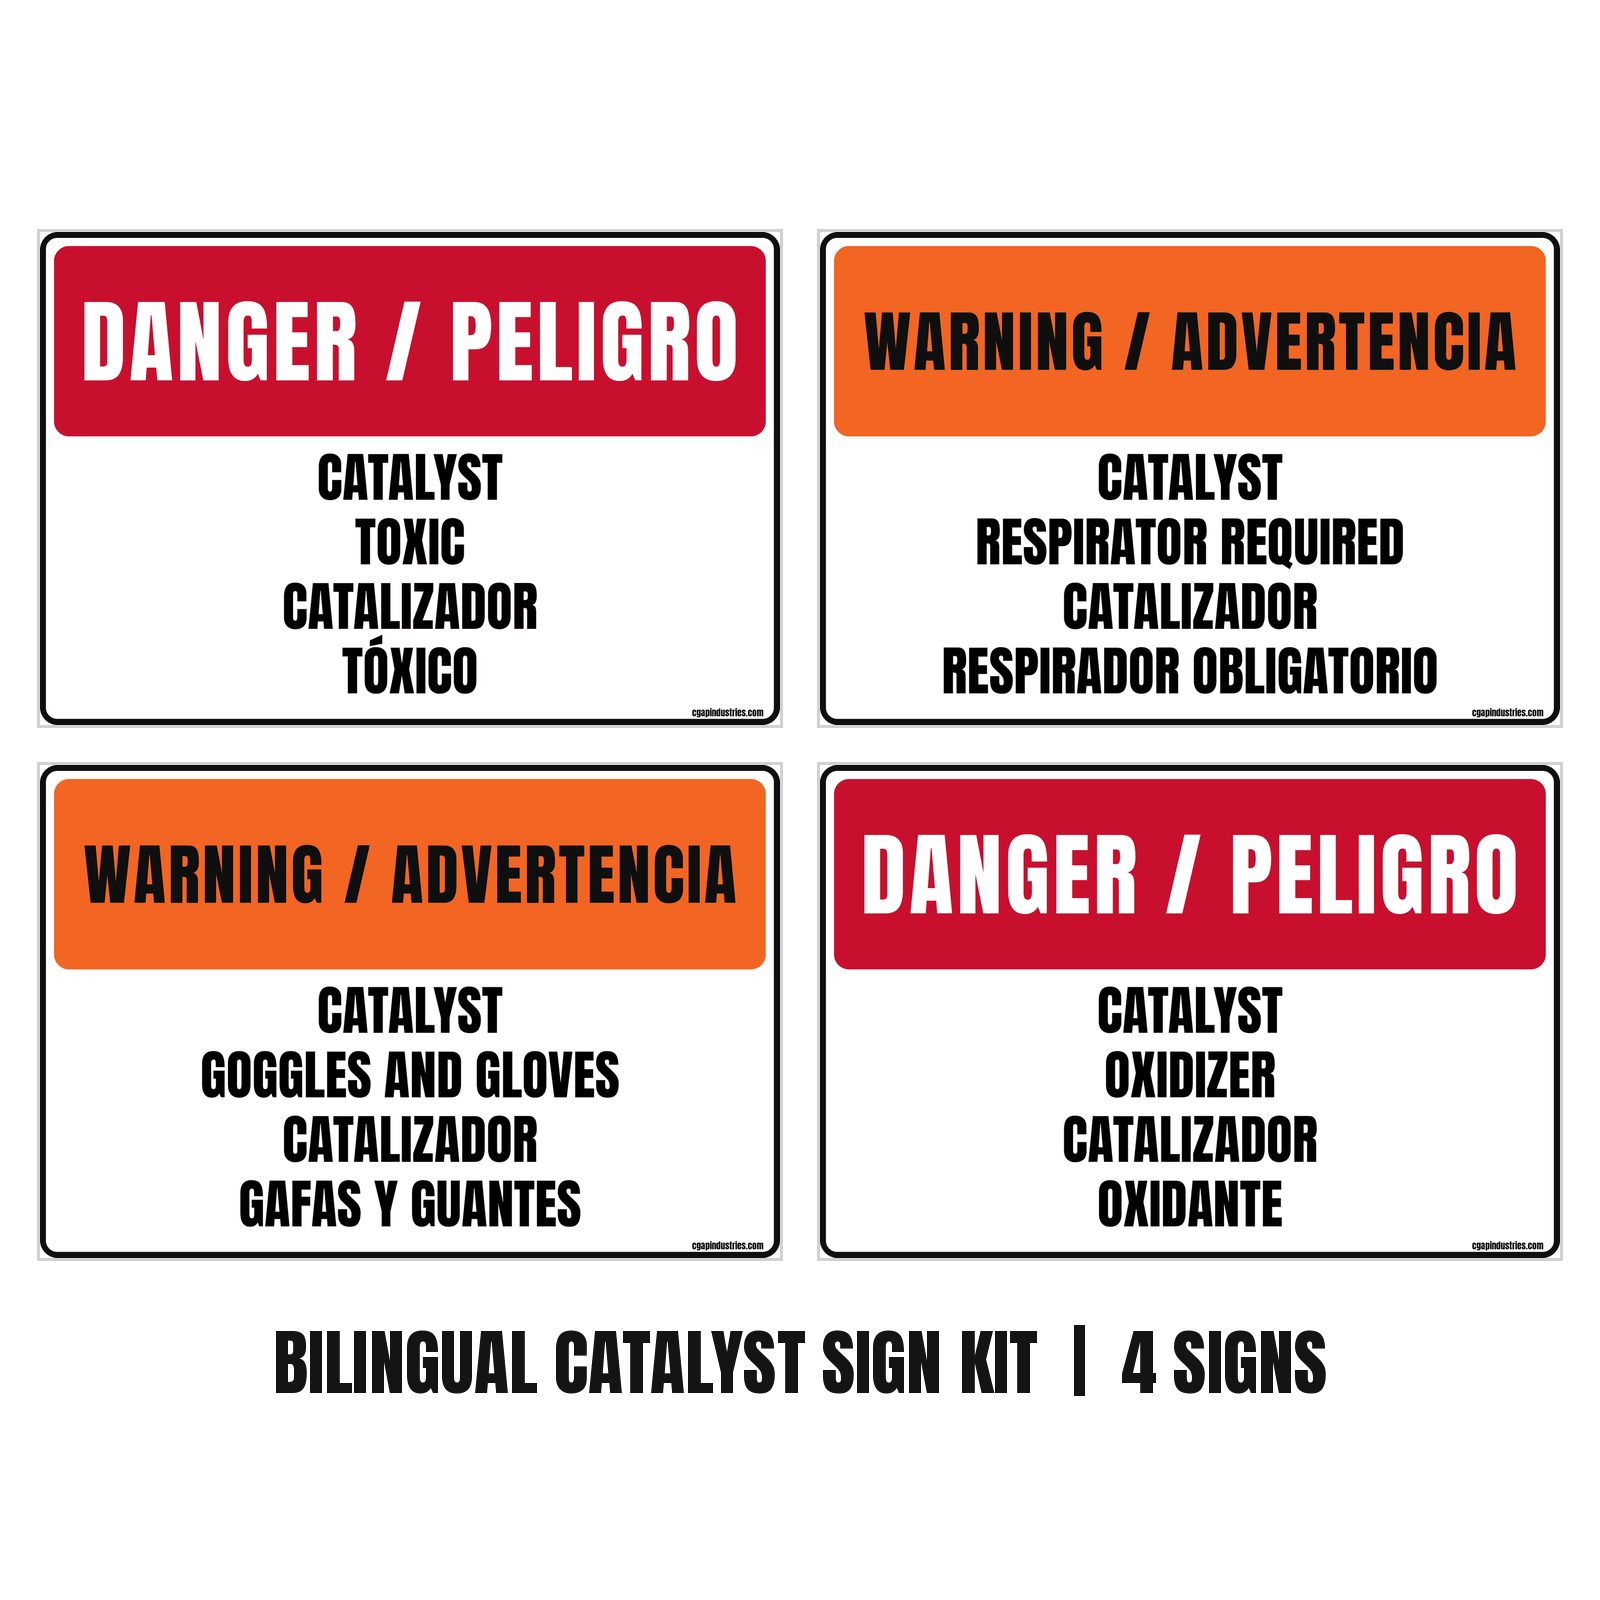 DANGER / PELIGRO
CATALYST
TOXIC
CATALIZADOR
TÓXICO
cgapindustries.com
WARNING / ADVERTENCIA
CATALYST
RESPIRATOR REQUIRED
CATALIZADOR
RESPIRADOR OBLIGATORIO
cgapindustries.com
WARNING / ADVERTENCIA
CATALYST
GOGGLES AND GLOVES
CATALIZADOR
GAFAS Y GUANTES
cgapindustries.com
DANGER / PELIGRO
CATALYST
OXIDIZER
CATALIZADOR
OXIDANTE
cgapindustries.com
BILINGUAL CATALYST SIGN KIT | 4 SIGNS